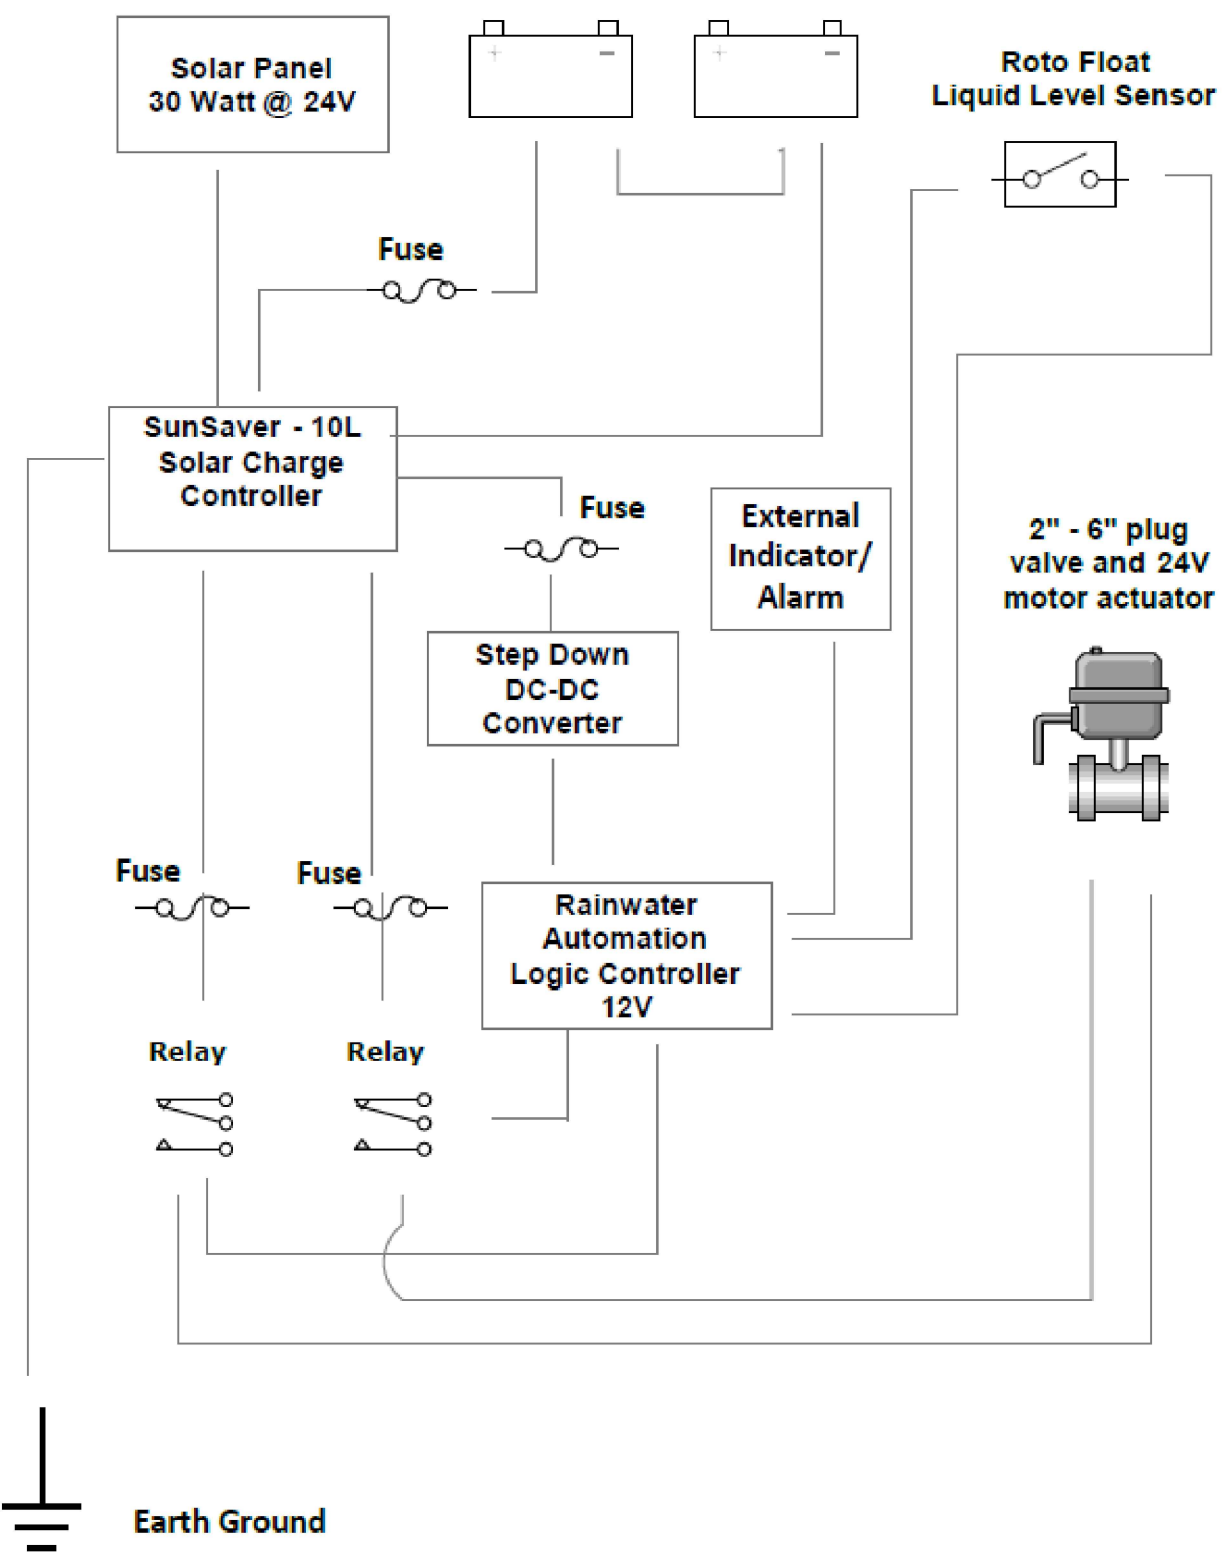 Solar Panel
30 Watt @ 24V
+ −
+ −
Roto Float
Liquid Level Sensor
Fuse
SunSaver - 10L
Solar Charge
Controller
Fuse
External
Indicator/
Alarm
2" - 6" plug
valve and 24V
motor actuator
Step Down
DC-DC
Converter
Fuse
Fuse
Rainwater
Automation
Logic Controller
12V
Relay
Relay
Earth Ground